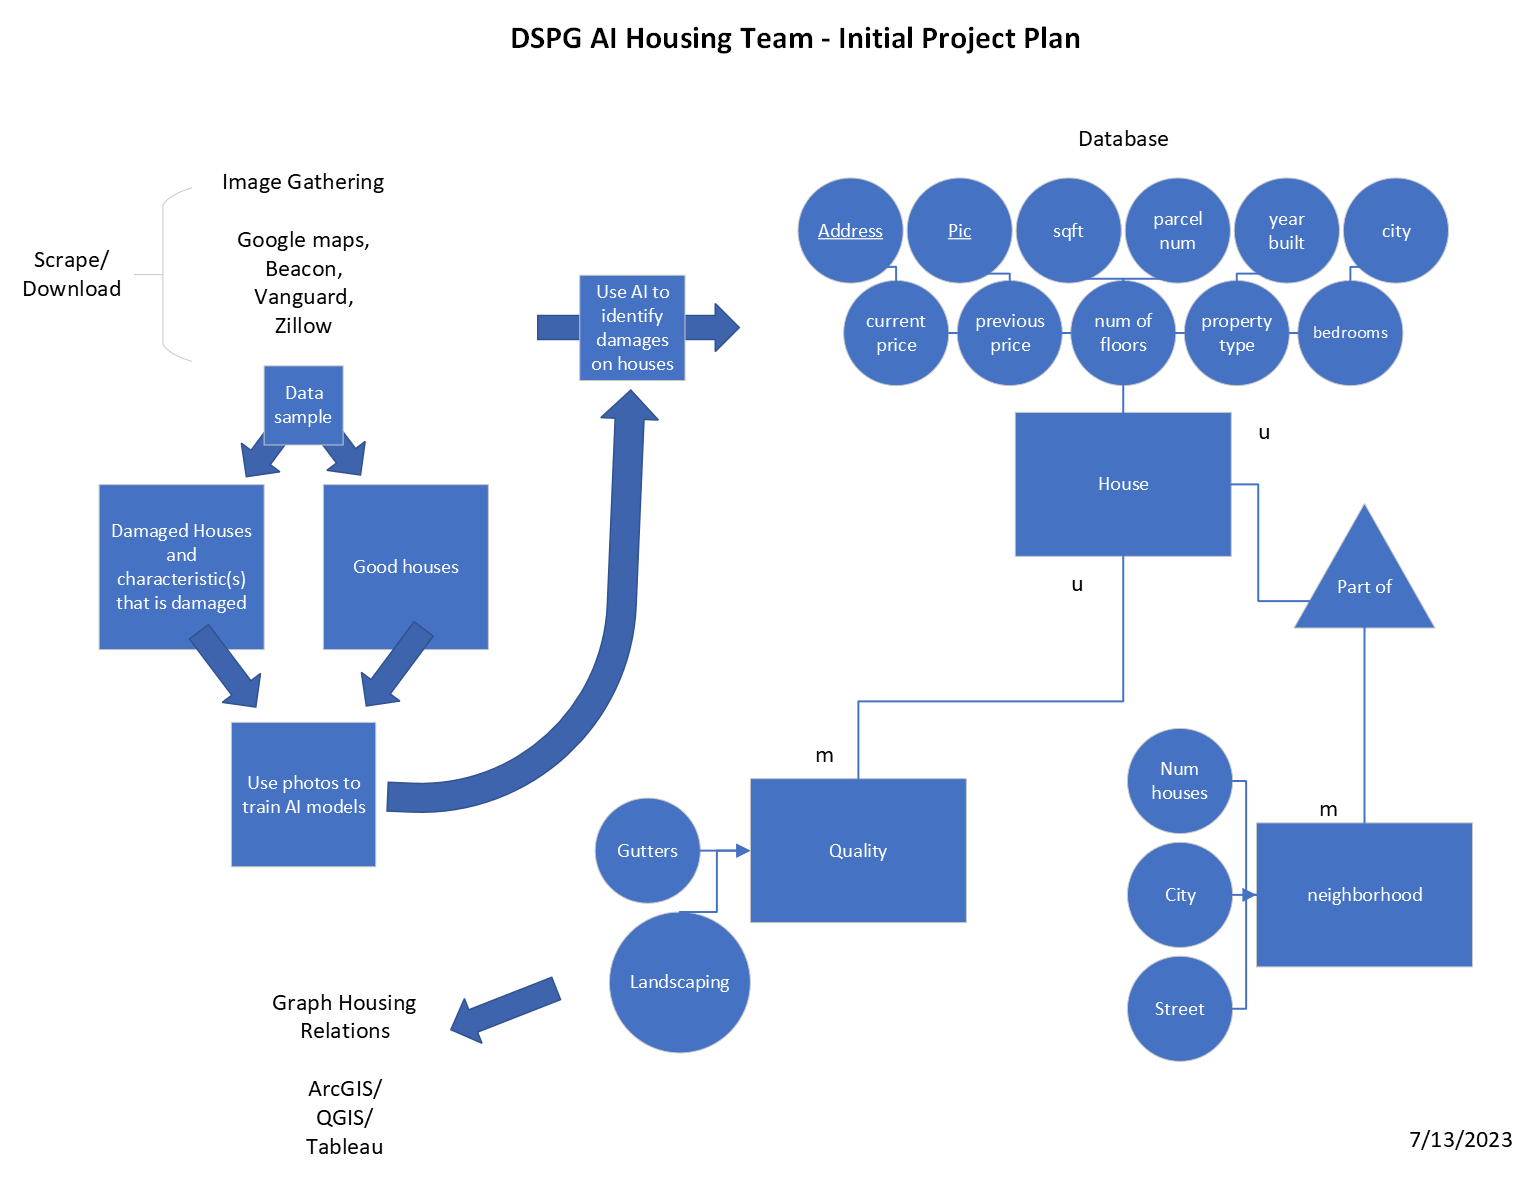 DSPG AI Housing Team - Initial Project Plan
Image Gathering
Google maps,
Beacon,
Vanguard,
Zillow
Scrape/
Download
Data
sample
Damaged Houses
and
characteristic(s)
that is damaged
Good houses
Use photos to
train AI models
Use AI to
identify
damages
on houses
Database
Address
Pic
sqft
parcel
num
year
built
city
current
price
previous
price
num of
floors
property
type
bedrooms
House
u
u
Part of
m
Quality
Gutters
Landscaping
m
neighborhood
Num
houses
City
Street
Graph Housing
Relations
ArcGIS/
QGIS/
Tableau
7/13/2023